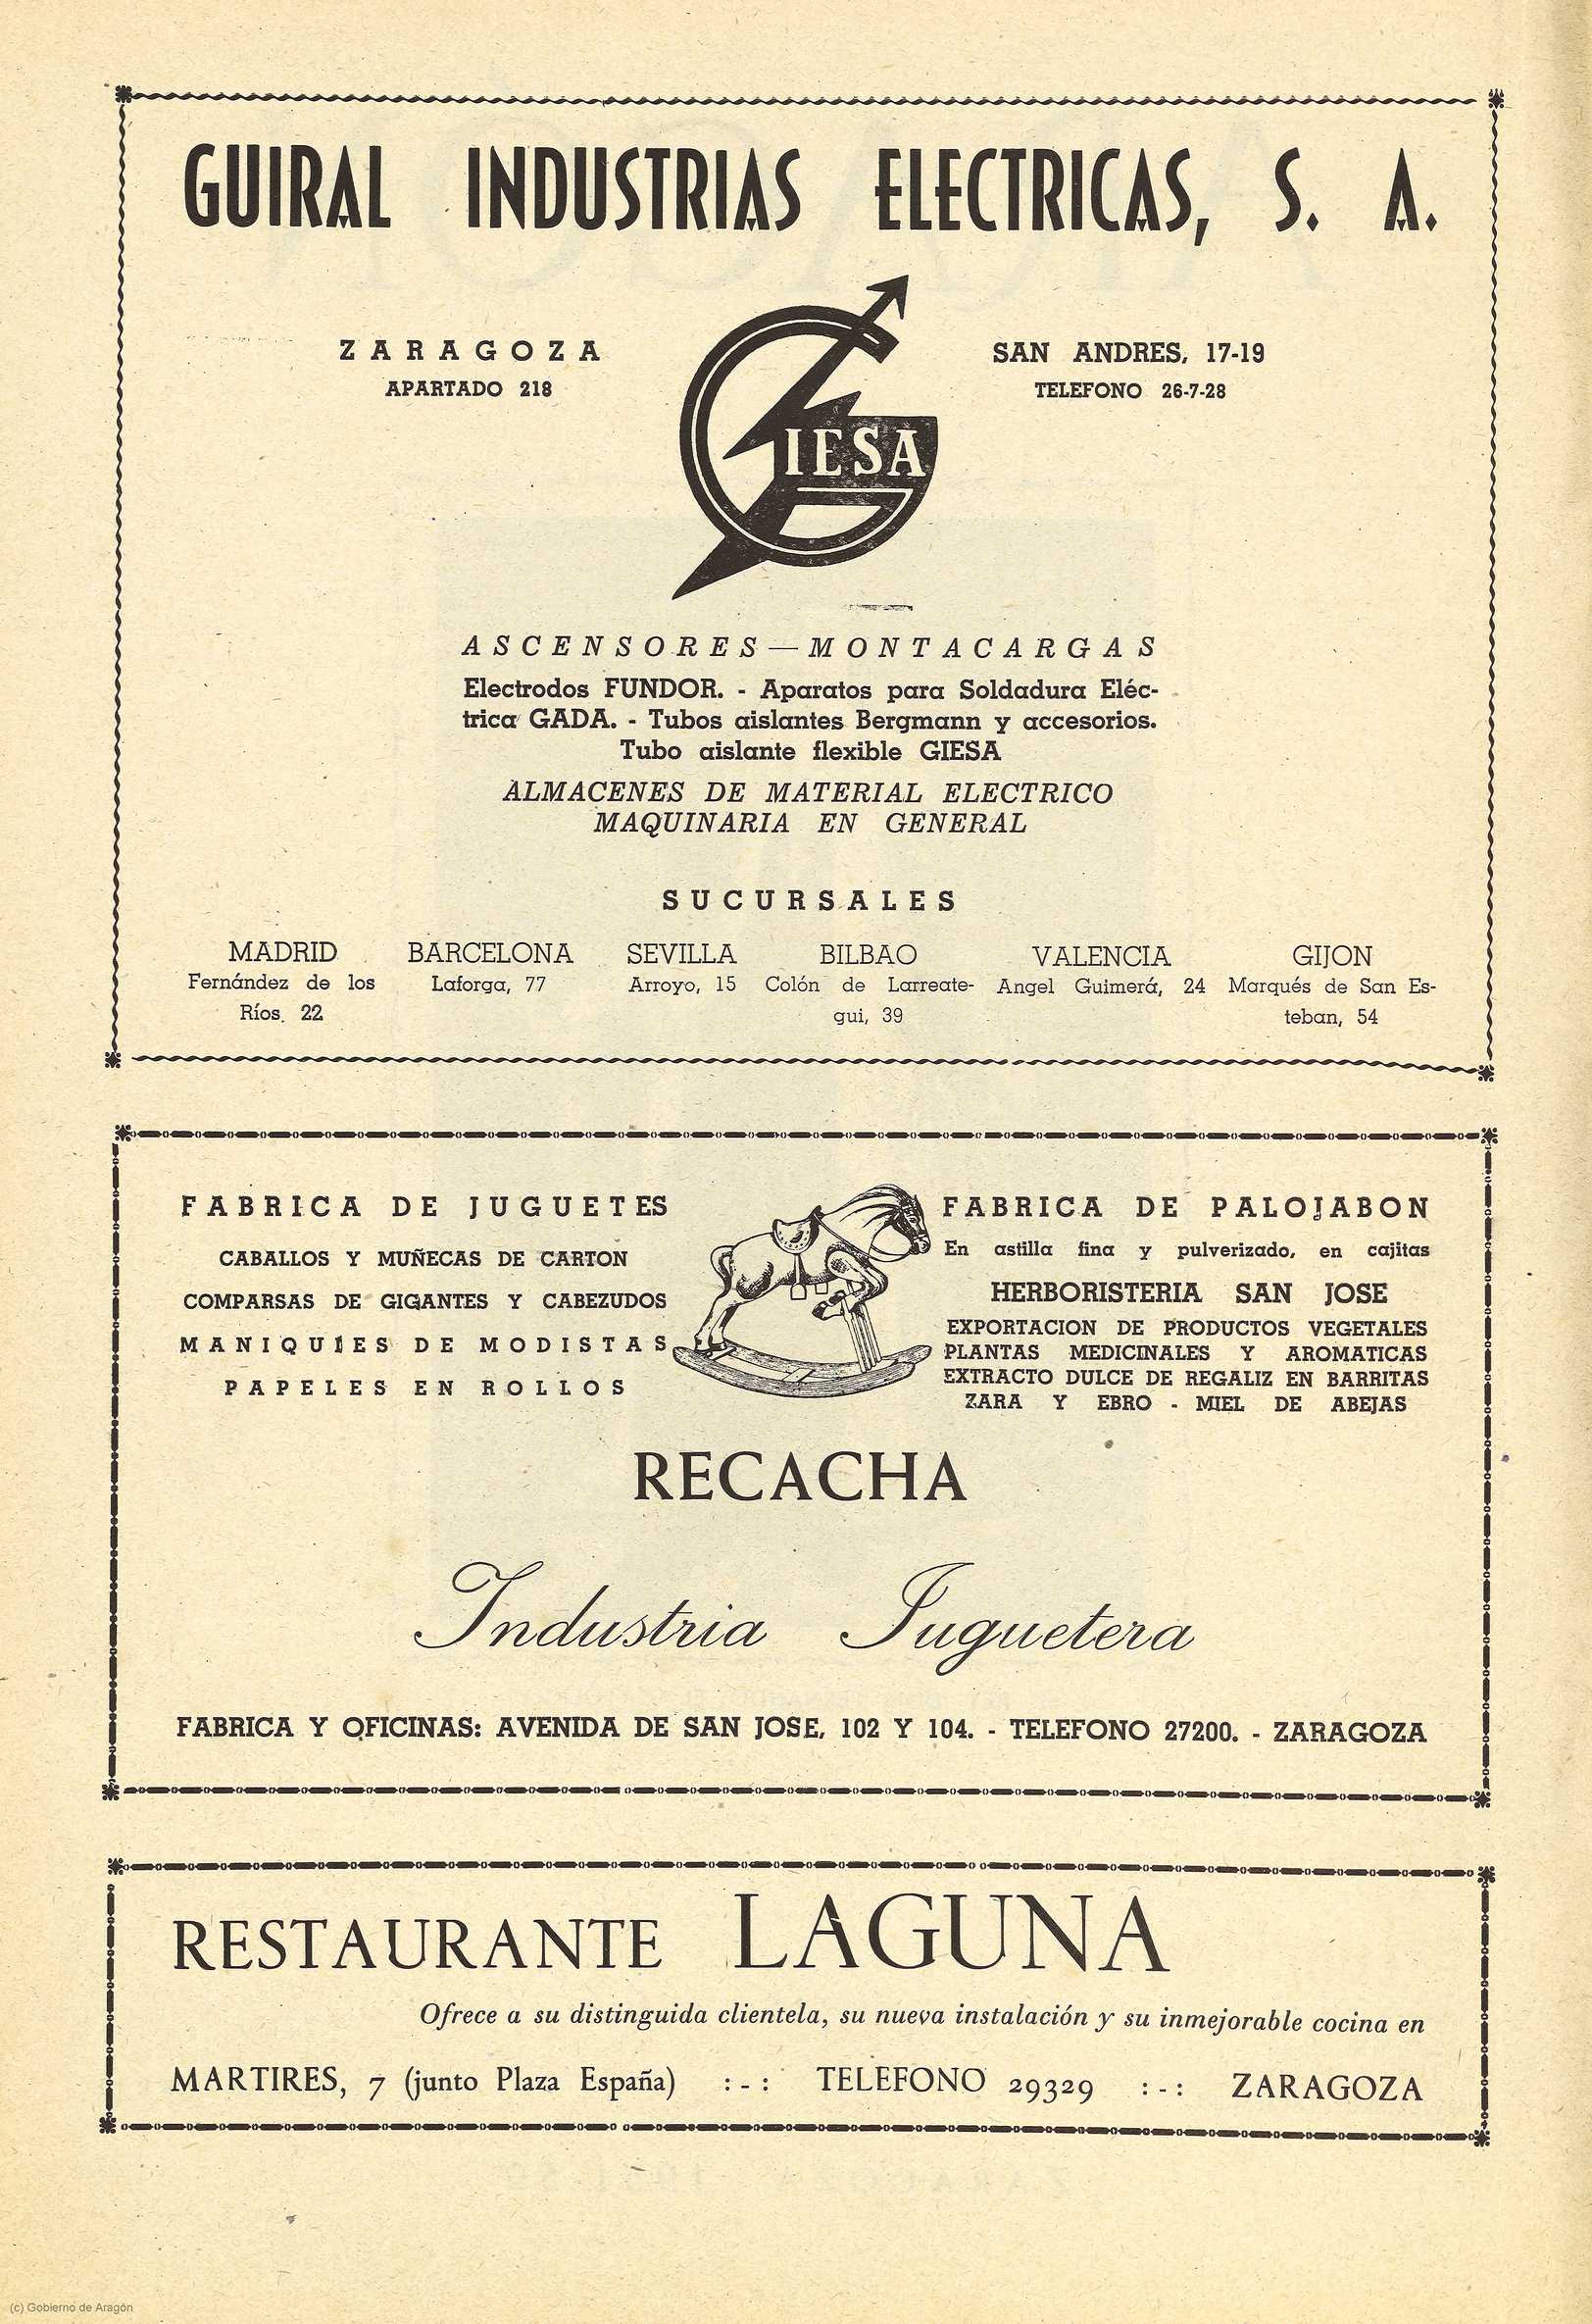 GUIRAL INDUSTRIAS ELECTRICAS, S. A.
ZARAGOZA
APARTADO 218
GIESA
SAN ANDRES, 17-19
TELEFONO 26-7-28
ASCENSORES—MONTACARGAS
Electrodos FUNDOR. - Aparatos para Soldadura Eléc-
trica GADA. - Tubos aislantes Bergmann y accesorios.
Tubo aislante flexible GIESA
ALMACENES DE MATERIAL ELECTRICO
MAQUINARIA EN GENERAL
SUCURSALES
MADRID
Fernández de los
Ríos. 22
BARCELONA
Laforga, 77
SEVILLA
Arroyo, 15
BILBAO
Colón de Larreate-
gui, 39
VALENCIA
Angel Guimerá, 24
GIJON
Marqués de San Es-
teban, 54
FABRICA DE JUGUETES
CABALLOS Y MUÑECAS DE CARTON
COMPARSAS DE GIGANTES Y CABEZUDOS
MANIQUIES DE MODISTAS
PAPELES EN ROLLOS
FABRICA DE PALOJABON
En astilla fina y pulverizado, en cajitas
HERBORISTERIA SAN JOSE
EXPORTACION DE PRODUCTOS VEGETALES
PLANTAS MEDICINALES Y AROMATICAS
EXTRACTO DULCE DE REGALIZ EN BARRITAS
ZARA Y EBRO - MIEL DE ABEJAS
RECACHA
Industria Juguetera
FABRICA Y OFICINAS: AVENIDA DE SAN JOSE, 102 Y 104. - TELEFONO 27200. - ZARAGOZA
RESTAURANTE LAGUNA
Ofrece a su distinguida clientela, su nueva instalación y su inmejorable cocina en
MARTIRES, 7 (junto Plaza España) :-: TELEFONO 29329 :-: ZARAGOZA
(c) Gobierno de Aragón